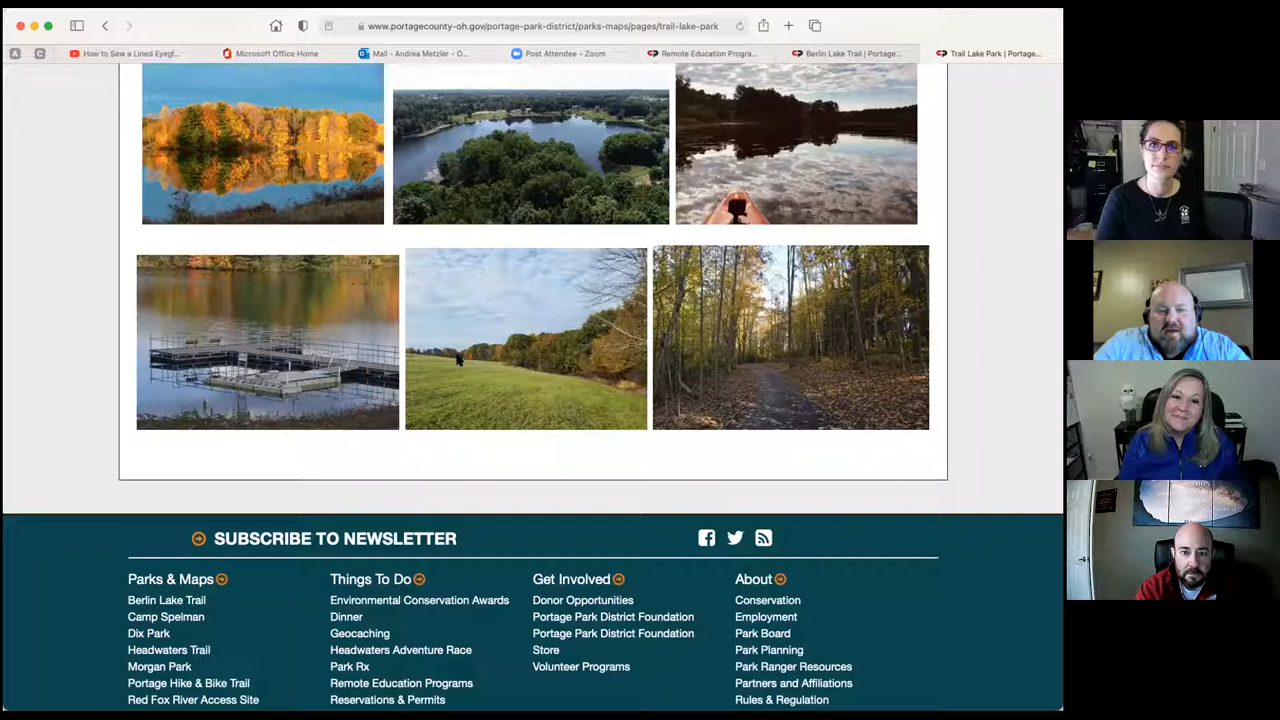 www.portagecounty-oh.gov/portage-park-district/parks-maps/pages/trail-lake-park
A
C
How to Sew a Lined Eyegl...
Microsoft Office Home
Mail – Andrea Metzler – O...
Post Attendee – Zoom
Remote Education Progra...
Berlin Lake Trail | Portage...
Trail Lake Park | Portage...
SUBSCRIBE TO NEWSLETTER
Parks & Maps
Berlin Lake Trail
Camp Spelman
Dix Park
Headwaters Trail
Morgan Park
Portage Hike & Bike Trail
Red Fox River Access Site
Things To Do
Environmental Conservation Awards
Dinner
Geocaching
Headwaters Adventure Race
Park Rx
Remote Education Programs
Reservations & Permits
Get Involved
Donor Opportunities
Portage Park District Foundation
Portage Park District Foundation
Store
Volunteer Programs
About
Conservation
Employment
Park Board
Park Planning
Park Ranger Resources
Partners and Affiliations
Rules & Regulation